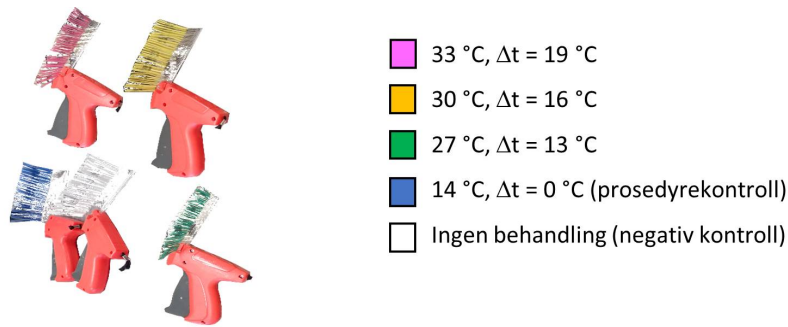 33 °C, Δt = 19 °C
30 °C, Δt = 16 °C
27 °C, Δt = 13 °C
14 °C, Δt = 0 °C (prosedyrekontroll)
Ingen behandling (negativ kontroll)